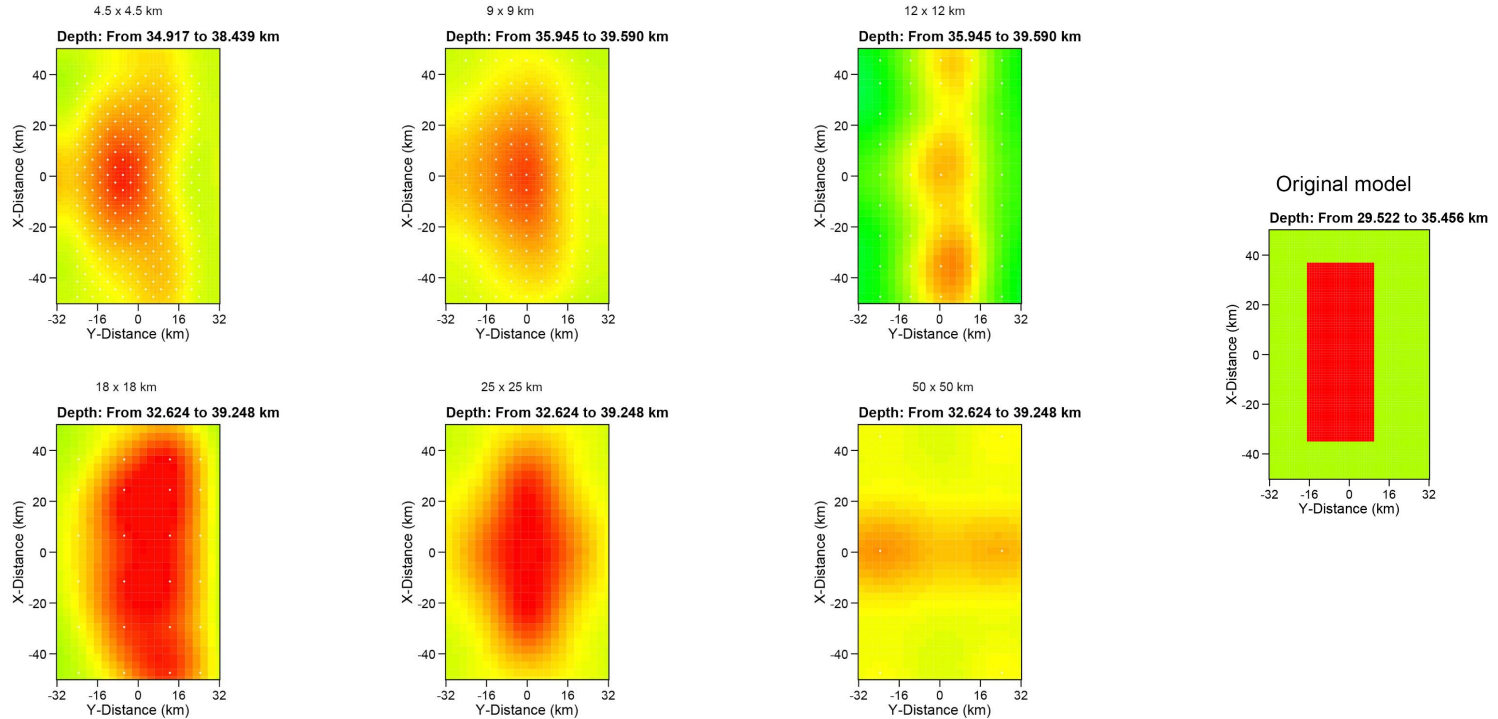 4.5 x 4.5 km
Depth: From 34.917 to 38.439 km
X-Distance (km)
40
20
0
-20
-40
-32 -16 0 16 32
Y-Distance (km)
9 x 9 km
Depth: From 35.945 to 39.590 km
X-Distance (km)
40
20
0
-20
-40
-32 -16 0 16 32
Y-Distance (km)
12 x 12 km
Depth: From 35.945 to 39.590 km
X-Distance (km)
40
20
0
-20
-40
-32 -16 0 16 32
Y-Distance (km)
Original model
Depth: From 29.522 to 35.456 km
X-Distance (km)
40
20
0
-20
-40
-32 -16 0 16 32
Y-Distance (km)
18 x 18 km
Depth: From 32.624 to 39.248 km
X-Distance (km)
40
20
0
-20
-40
-32 -16 0 16 32
Y-Distance (km)
25 x 25 km
Depth: From 32.624 to 39.248 km
X-Distance (km)
40
20
0
-20
-40
-32 -16 0 16 32
Y-Distance (km)
50 x 50 km
Depth: From 32.624 to 39.248 km
X-Distance (km)
40
20
0
-20
-40
-32 -16 0 16 32
Y-Distance (km)